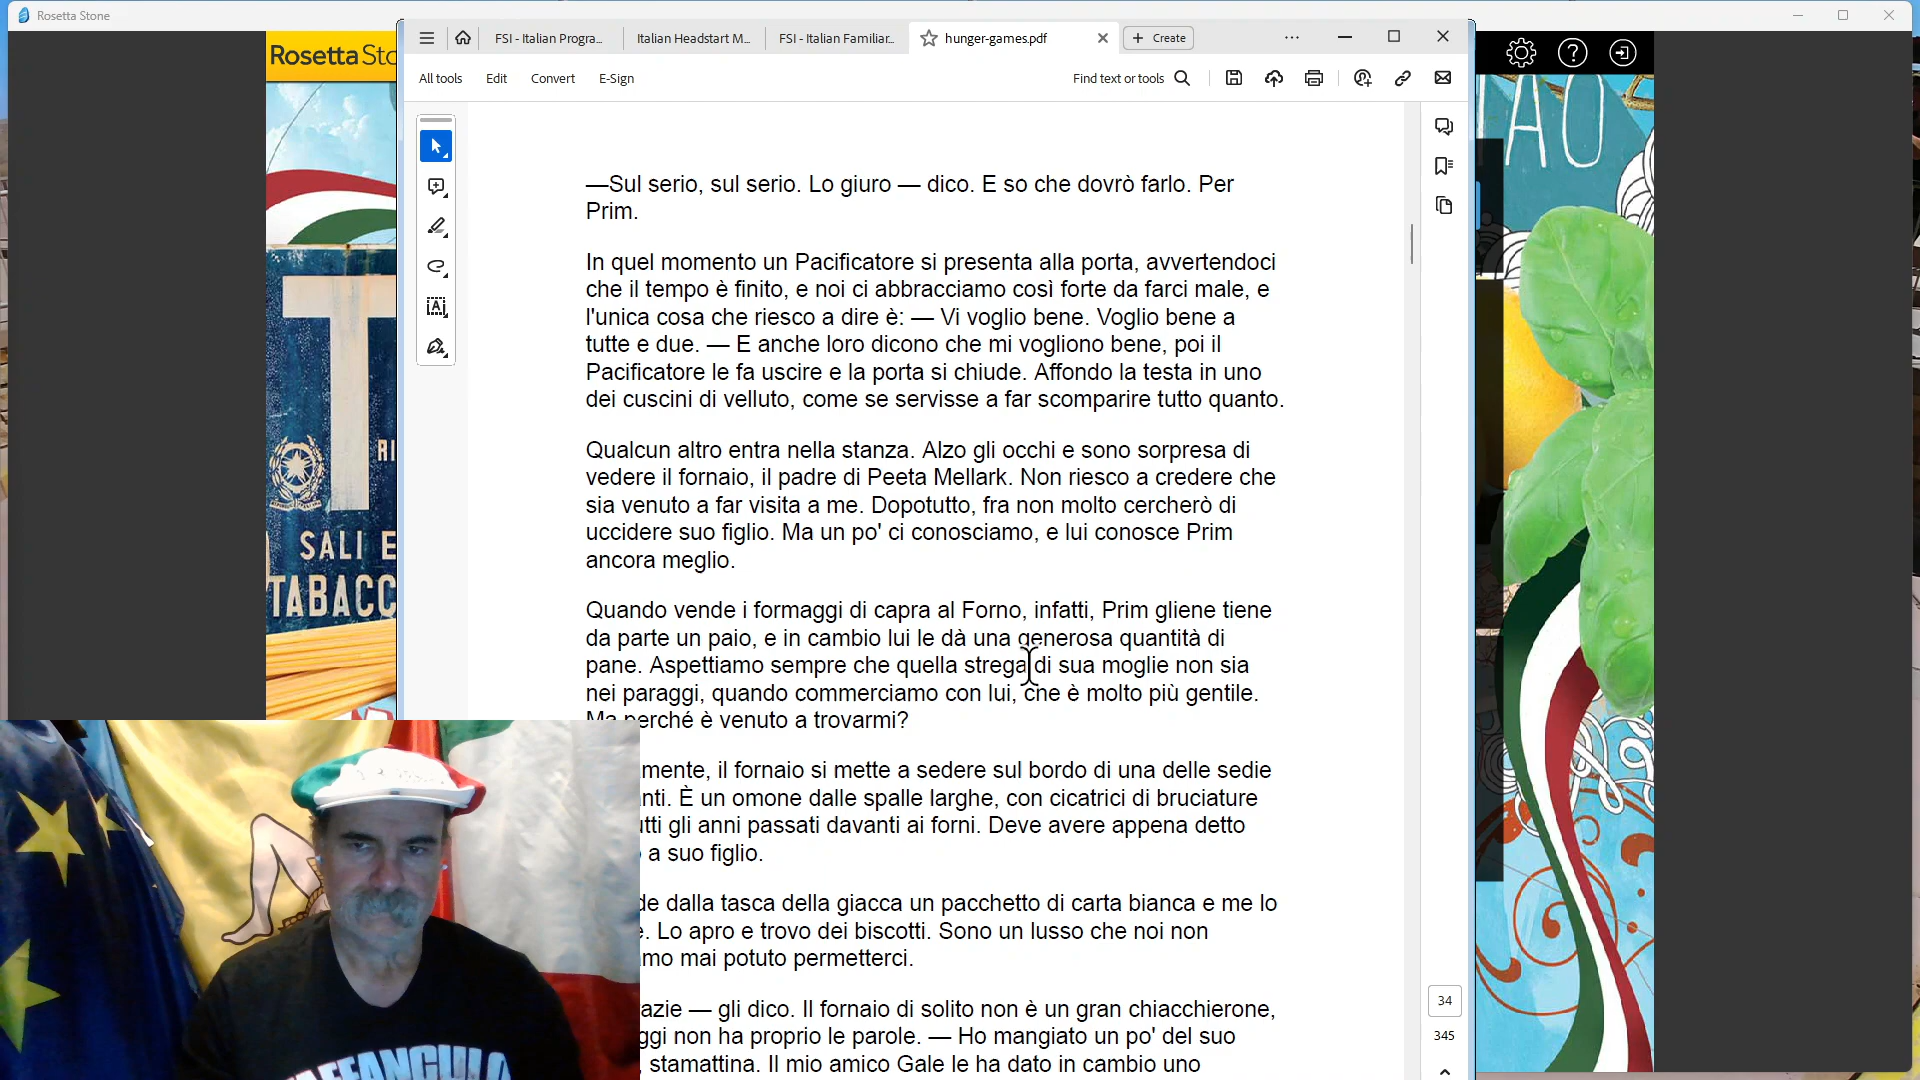 Rosetta Stone
Rosetta Sto
FSI - Italian Progra...
Italian Headstart M...
FSI - Italian Familiar...
hunger-games.pdf
Create
All tools
Edit
Convert
E-Sign
Find text or tools
—Sul serio, sul serio. Lo giuro — dico. E so che dovrò farlo. Per
Prim.
In quel momento un Pacificatore si presenta alla porta, avvertendoci
che il tempo è finito, e noi ci abbracciamo così forte da farci male, e
l'unica cosa che riesco a dire è: — Vi voglio bene. Voglio bene a
tutte e due. — E anche loro dicono che mi vogliono bene, poi il
Pacificatore le fa uscire e la porta si chiude. Affondo la testa in uno
dei cuscini di velluto, come se servisse a far scomparire tutto quanto.
Qualcun altro entra nella stanza. Alzo gli occhi e sono sorpresa di
vedere il fornaio, il padre di Peeta Mellark. Non riesco a credere che
sia venuto a far visita a me. Dopotutto, fra non molto cercherò di
uccidere suo figlio. Ma un po' ci conosciamo, e lui conosce Prim
ancora meglio.
Quando vende i formaggi di capra al Forno, infatti, Prim gliene tiene
da parte un paio, e in cambio lui le dà una generosa quantità di
pane. Aspettiamo sempre che quella strega di sua moglie non sia
nei paraggi, quando commerciamo con lui, che è molto più gentile.
Ma perché è venuto a trovarmi?
mente, il fornaio si mette a sedere sul bordo di una delle sedie
nti. È un omone dalle spalle larghe, con cicatrici di bruciature
utti gli anni passati davanti ai forni. Deve avere appena detto
a suo figlio.
de dalla tasca della giacca un pacchetto di carta bianca e me lo
. Lo apro e trovo dei biscotti. Sono un lusso che noi non
mo mai potuto permetterci.
azie — gli dico. Il fornaio di solito non è un gran chiacchierone,
ggi non ha proprio le parole. — Ho mangiato un po' del suo
, stamattina. Il mio amico Gale le ha dato in cambio uno
34
345
T
RI
SALI E
TABACC
AO
AFFANGULO